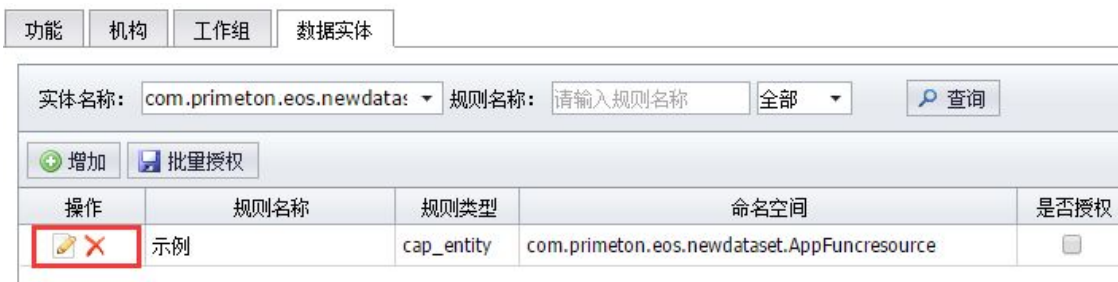 功能 机构 工作组 数据实体
实体名称： com.primeton.eos.newdatas 规则名称： 请输入规则名称 全部 查询
增加 批量授权
操作 规则名称 规则类型 命名空间 是否授权
示例 cap_entity com.primeton.eos.newdataset.AppFuncresource